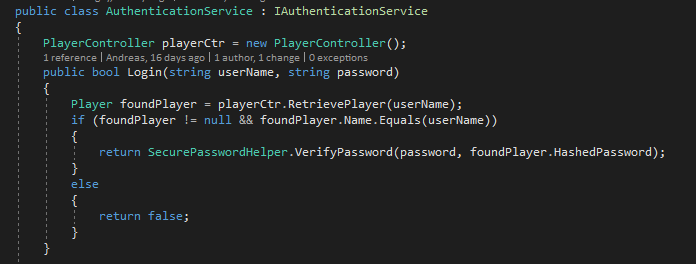 public class AuthenticationService : IAuthenticationService
{
PlayerController playerCtr = new PlayerController();
1 reference | Andreas, 16 days ago | 1 author, 1 change | 0 exceptions
public bool Login(string userName, string password)
{
Player foundPlayer = playerCtr.RetrievePlayer(userName);
if (foundPlayer != null && foundPlayer.Name.Equals(userName))
{
return SecurePasswordHelper.VerifyPassword(password, foundPlayer.HashedPassword);
}
else
{
return false;
}
}